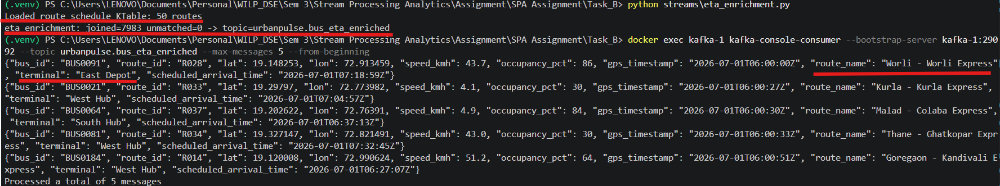 (.venv) PS C:\Users\LENOVO\Documents\Personal\WILP_DSE\Sem 3\Stream Processing Analytics\Assignment\SPA Assignment\Task_B> python streams\eta_enrichment.py
Loaded route schedule KTable: 50 routes
eta enrichment: joined=7983 unmatched=0 -> topic=urbanpulse.bus_eta_enriched
(.venv) PS C:\Users\LENOVO\Documents\Personal\WILP_DSE\Sem 3\Stream Processing Analytics\Assignment\SPA Assignment\Task_B> docker exec kafka-1 kafka-console-consumer --bootstrap-server kafka-1:290
92 --topic urbanpulse.bus_eta_enriched --max-messages 5 --from-beginning
{"bus_id": "BUS0091", "route_id": "R028", "lat": 19.148253, "lon": 72.913459, "speed_kmh": 43.7, "occupancy_pct": 86, "gps_timestamp": "2026-07-01T06:00:00Z", "route_name": "Worli - Worli Express"
, "terminal": "East Depot", "scheduled_arrival_time": "2026-07-01T07:18:59Z"}
{"bus_id": "BUS0021", "route_id": "R033", "lat": 19.29797, "lon": 72.773982, "speed_kmh": 4.1, "occupancy_pct": 30, "gps_timestamp": "2026-07-01T06:00:27Z", "route_name": "Kurla - Kurla Express",
"terminal": "West Hub", "scheduled_arrival_time": "2026-07-01T07:04:57Z"}
{"bus_id": "BUS0064", "route_id": "R037", "lat": 19.202622, "lon": 72.76391, "speed_kmh": 4.9, "occupancy_pct": 84, "gps_timestamp": "2026-07-01T06:00:30Z", "route_name": "Malad - Colaba Express",
"terminal": "South Hub", "scheduled_arrival_time": "2026-07-01T06:37:13Z"}
{"bus_id": "BUS0081", "route_id": "R034", "lat": 19.327147, "lon": 72.821491, "speed_kmh": 43.0, "occupancy_pct": 30, "gps_timestamp": "2026-07-01T06:00:33Z", "route_name": "Thane - Ghatkopar Expr
ess", "terminal": "West Hub", "scheduled_arrival_time": "2026-07-01T07:32:45Z"}
{"bus_id": "BUS0184", "route_id": "R014", "lat": 19.120008, "lon": 72.990624, "speed_kmh": 51.2, "occupancy_pct": 64, "gps_timestamp": "2026-07-01T06:00:51Z", "route_name": "Goregaon - Kandivali E
xpress", "terminal": "West Hub", "scheduled_arrival_time": "2026-07-01T06:27:07Z"}
Processed a total of 5 messages